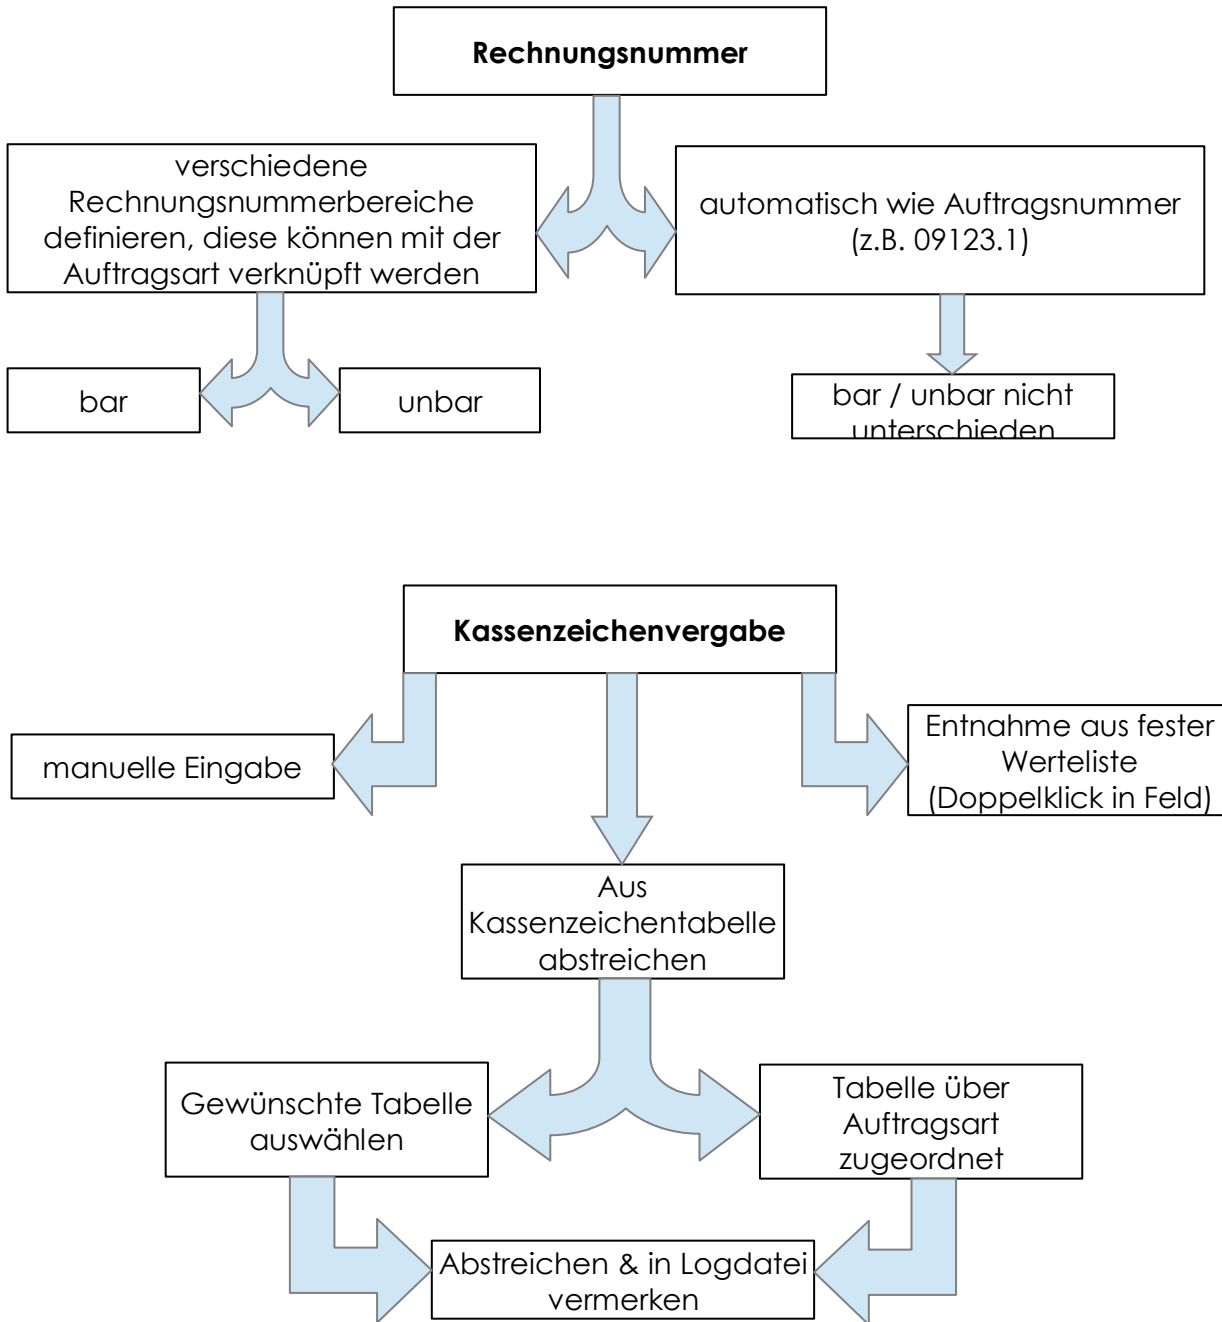 Rechnungsnummer
verschiedene
Rechnungsnummerbereiche
definieren, diese können mit der
Auftragsart verknüpft werden
automatisch wie Auftragsnummer
(z.B. 09123.1)
bar
unbar
bar / unbar nicht
unterschieden
Kassenzeichenvergabe
manuelle Eingabe
Entnahme aus fester
Werteliste
(Doppelklick in Feld)
Aus
Kassenzeichentabelle
abstreichen
Gewünschte Tabelle
auswählen
Tabelle über
Auftragsart
zugeordnet
Abstreichen & in Logdatei
vermerken